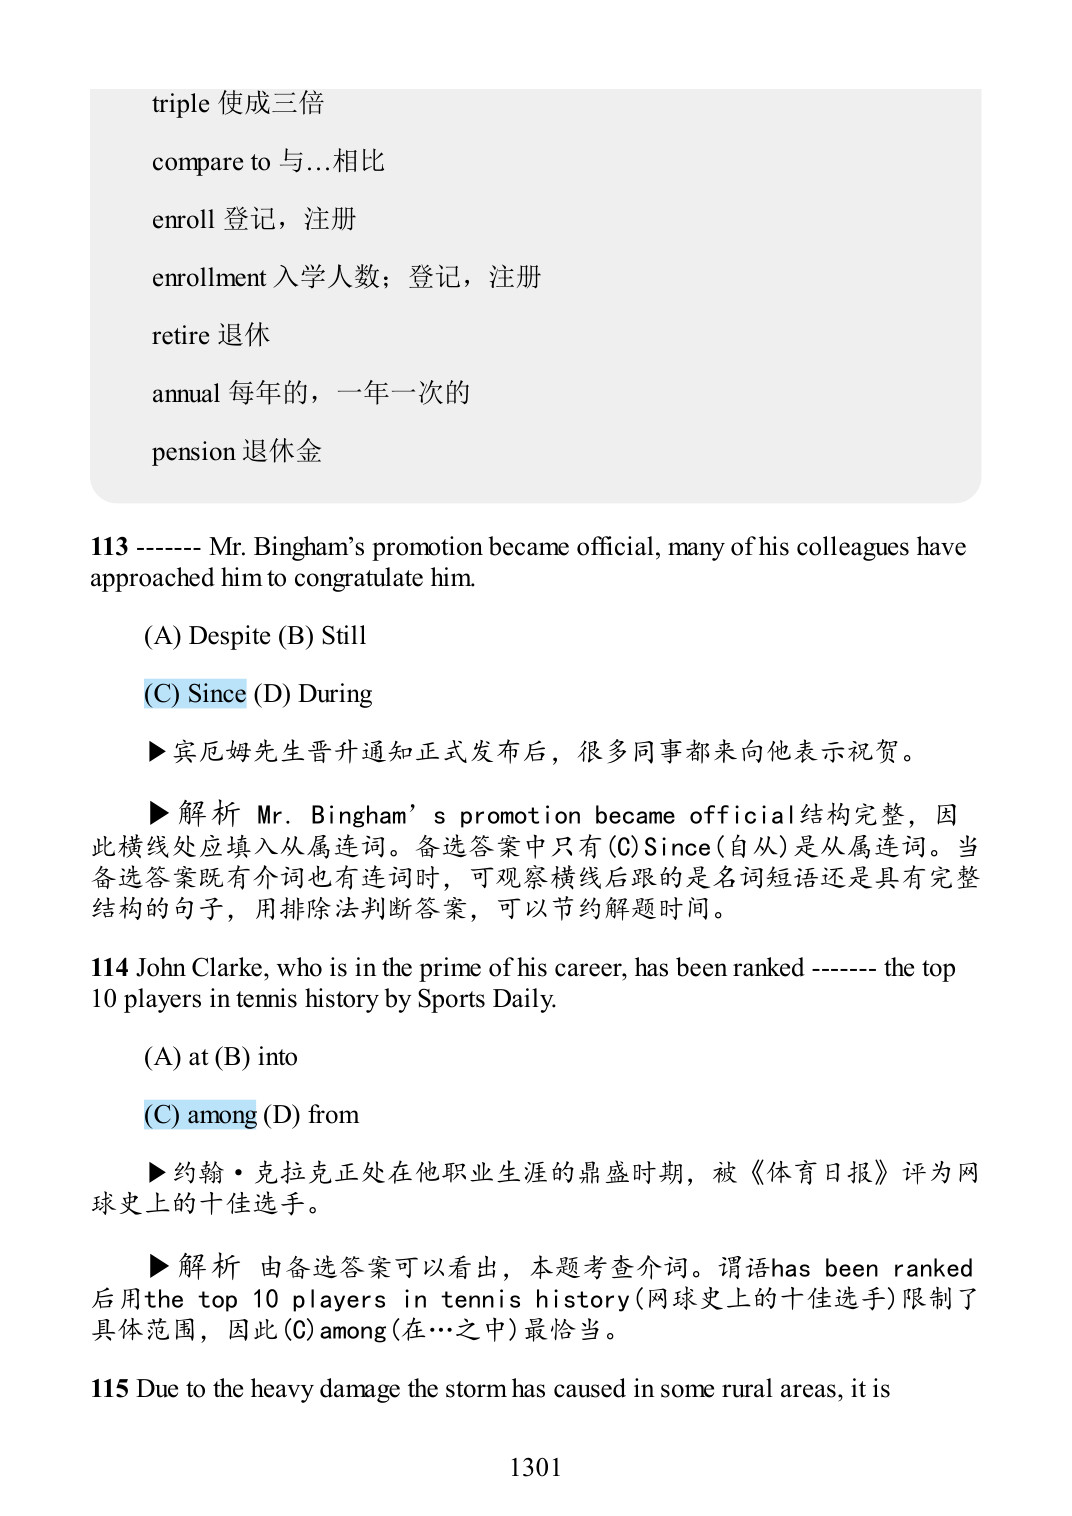 triple 使成三倍
compare to 与…相比
enroll 登记，注册
enrollment 入学人数；登记，注册
retire 退休
annual 每年的，一年一次的
pension 退休金
113 ------- Mr. Bingham’s promotion became official, many of his colleagues have
approached him to congratulate him.
(A) Despite (B) Still
(C) Since (D) During
▶宾厄姆先生晋升通知正式发布后，很多同事都来向他表示祝贺。
▶解析 Mr. Bingham’s promotion became official结构完整，因
此横线处应填入从属连词。备选答案中只有(C)Since(自从)是从属连词。当
备选答案既有介词也有连词时，可观察横线后跟的是名词短语还是具有完整
结构的句子，用排除法判断答案，可以节约解题时间。
114 John Clarke, who is in the prime of his career, has been ranked ------- the top
10 players in tennis history by Sports Daily.
(A) at (B) into
(C) among (D) from
▶约翰·克拉克正处在他职业生涯的鼎盛时期，被《体育日报》评为网
球史上的十佳选手。
▶解析 由备选答案可以看出，本题考查介词。谓语has been ranked
后用the top 10 players in tennis history(网球史上的十佳选手)限制了
具体范围，因此(C)among(在…之中)最恰当。
115 Due to the heavy damage the storm has caused in some rural areas, it is
1301